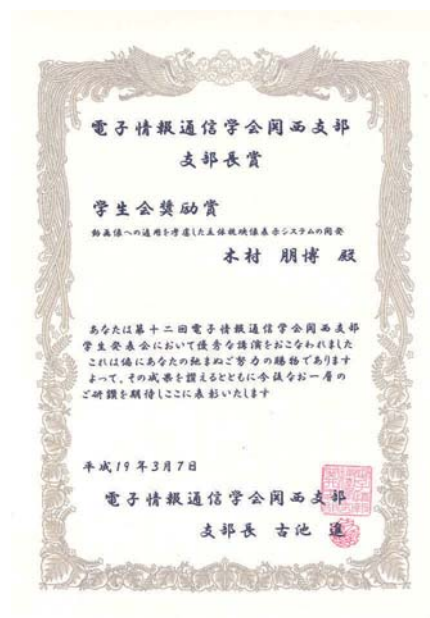 電子情報通信学会関西支部
支部長賞
学生会奨励賞
動画像への適用を考慮した立体視映像表示システムの開発
木村 朋博 殿
あなたは第十二回電子情報通信学会関西支部
学生発表会において優秀な講演をおこなわれました
これは偏にあなたの絶まぬご努力の賜物であります
よって、その成果を讃えるとともに今後なお一層の
ご研鑽を期待しここに表彰いたします
平成19年3月7日
電子情報通信学会関西支部
支部長 古池 進